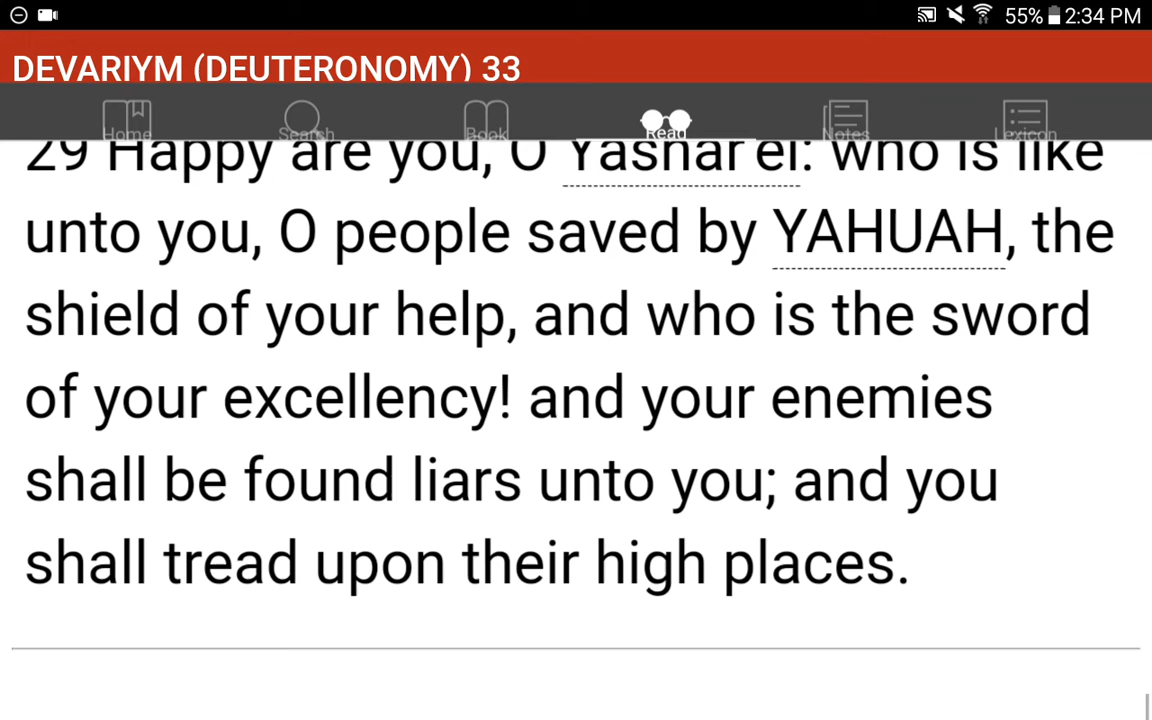 55% 2:34 PM
DEVARIYM (DEUTERONOMY) 33
Home Search Book Read Notes Lexicon
29 Happy are you, O Yashar'el: who is like
unto you, O people saved by YAHUAH, the
shield of your help, and who is the sword
of your excellency! and your enemies
shall be found liars unto you; and you
shall tread upon their high places.